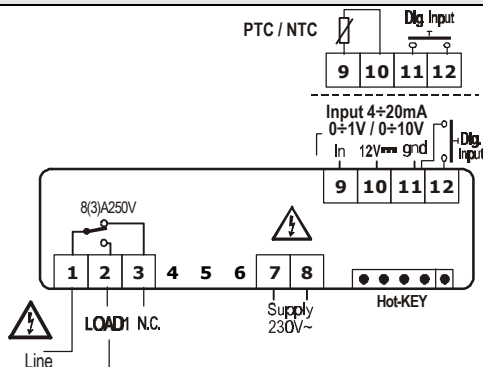 PTC / NTC
Dig. Input
9 10 11 12
Input 4÷20mA
0÷1V / 0÷10V
In 12V gnd
Dig.
Input
9 10 11 12
8(3)A250V
1 2 3 4 5 6 7 8
LOAD1 N.C.
Supply
230V~
Hot-KEY
Line